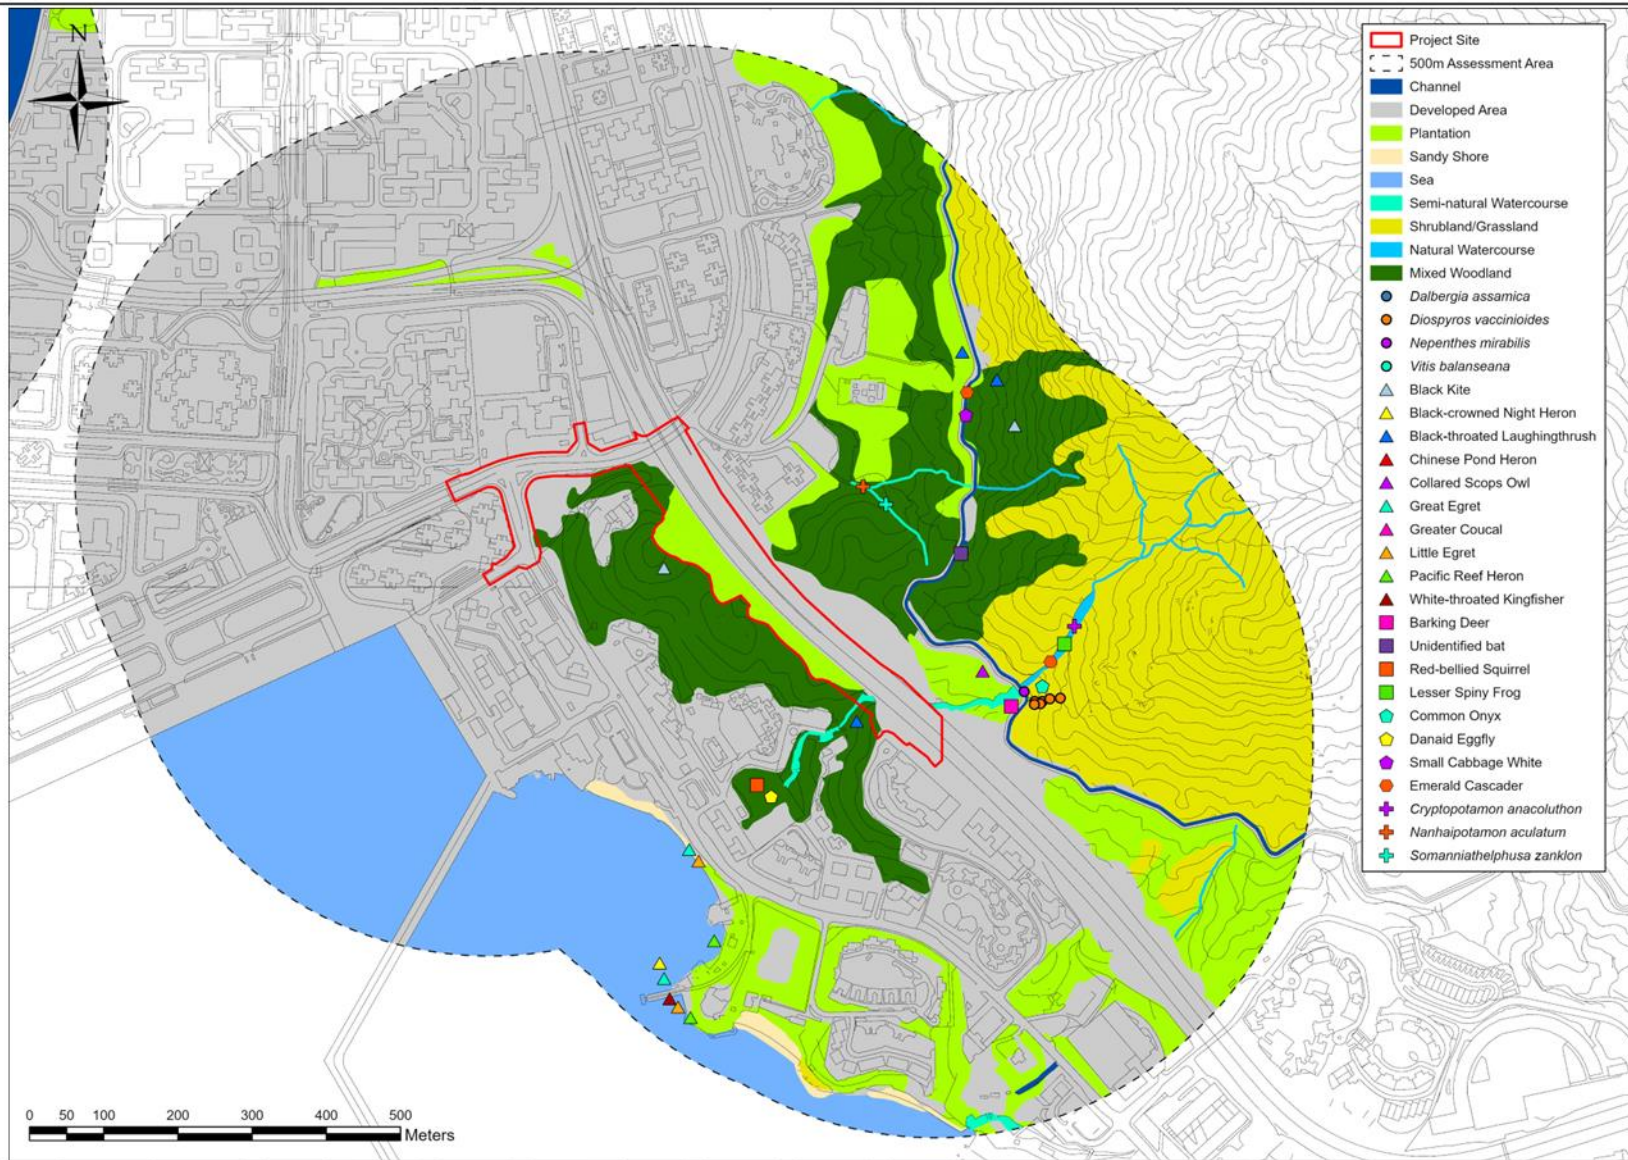 N
Project Site
500m Assessment Area
Channel
Developed Area
Plantation
Sandy Shore
Sea
Semi-natural Watercourse
Shrubland/Grassland
Natural Watercourse
Mixed Woodland
Dalbergia assamica
Diospyros vaccinioides
Nepenthes mirabilis
Vitis balanseana
Black Kite
Black-crowned Night Heron
Black-throated Laughingthrush
Chinese Pond Heron
Collared Scops Owl
Great Egret
Greater Coucal
Little Egret
Pacific Reef Heron
White-throated Kingfisher
Barking Deer
Unidentified bat
Red-bellied Squirrel
Lesser Spiny Frog
Common Onyx
Danaid Eggfly
Small Cabbage White
Emerald Cascader
Cryptopotamon anacoluthon
Nanhaipotamon aculatum
Somanniathelphusa zanklon
0 50 100 200 300 400 500
Meters